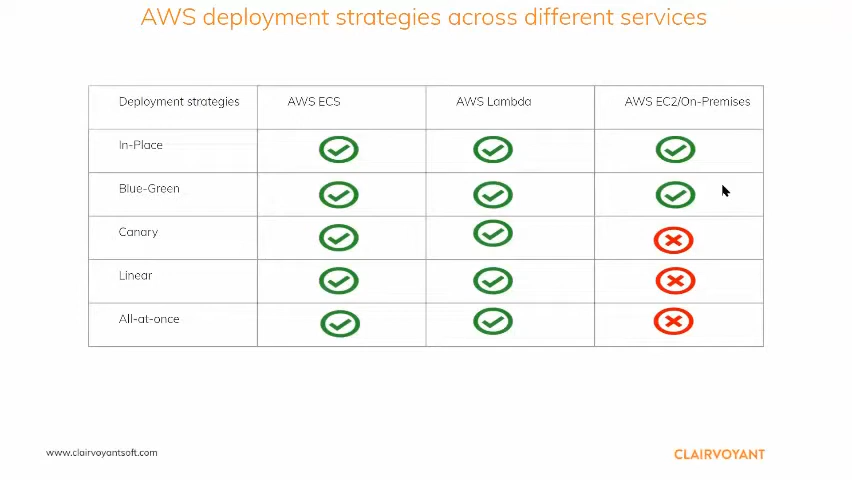 AWS deployment strategies across different services
Deployment strategies AWS ECS AWS Lambda AWS EC2/On-Premises
In-Place
Blue-Green
Canary
Linear
All-at-once
www.clairvoyantsoft.com CLAIRVOYANT